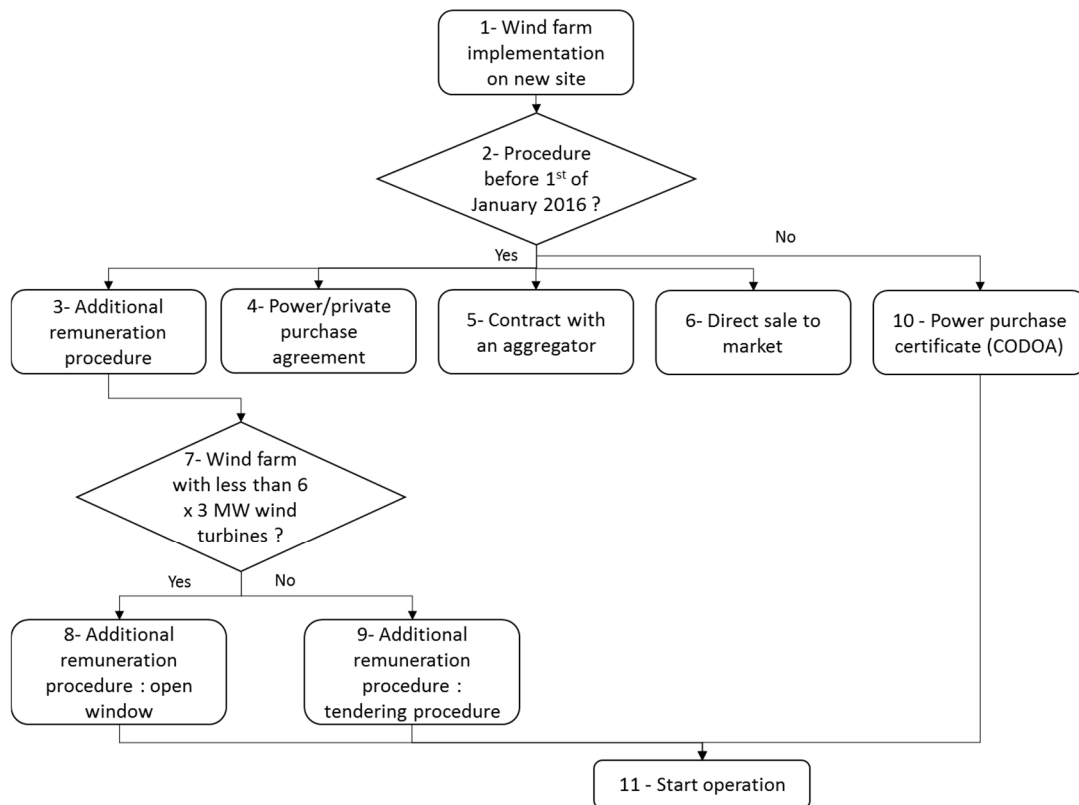 1- Wind farm
implementation
on new site
2- Procedure
before 1st of
January 2016 ?
Yes
No
3- Additional
remuneration
procedure
4- Power/private
purchase
agreement
5- Contract with
an aggregator
6- Direct sale to
market
10 - Power purchase
certificate (CODOA)
7- Wind farm
with less than 6
x 3 MW wind
turbines ?
Yes
No
8- Additional
remuneration
procedure : open
window
9- Additional
remuneration
procedure :
tendering procedure
11 - Start operation